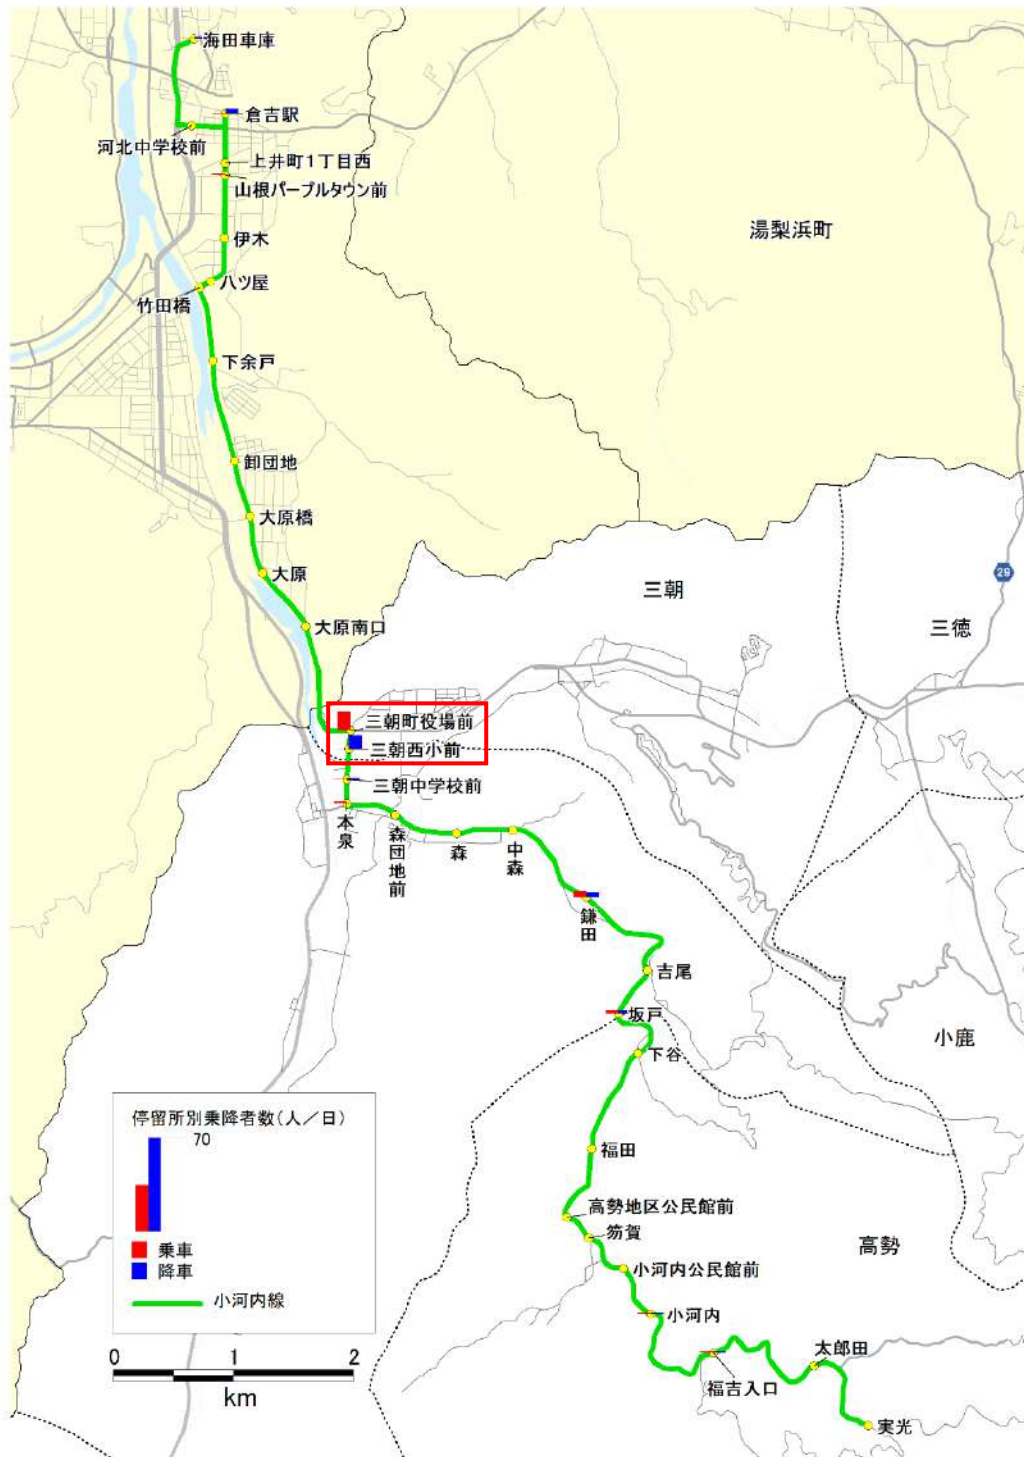 海田車庫
倉吉駅
河北中学校前
上井町1丁目西
山根パープルタウン前
湯梨浜町
伊木
八ツ屋
竹田橋
下余戸
卸団地
大原橋
大原
29
三朝
大原南口
三徳
三朝町役場前
三朝西小前
三朝中学校前
本泉
森団地前
森
中森
鎌田
吉尾
坂戸
小鹿
下谷
停留所別乗降者数(人/日)
70
乗車
降車
小河内線
福田
高勢地区公民館前
笏賀
高勢
小河内公民館前
小河内
太郎田
福吉入口
実光
0 1 2
km